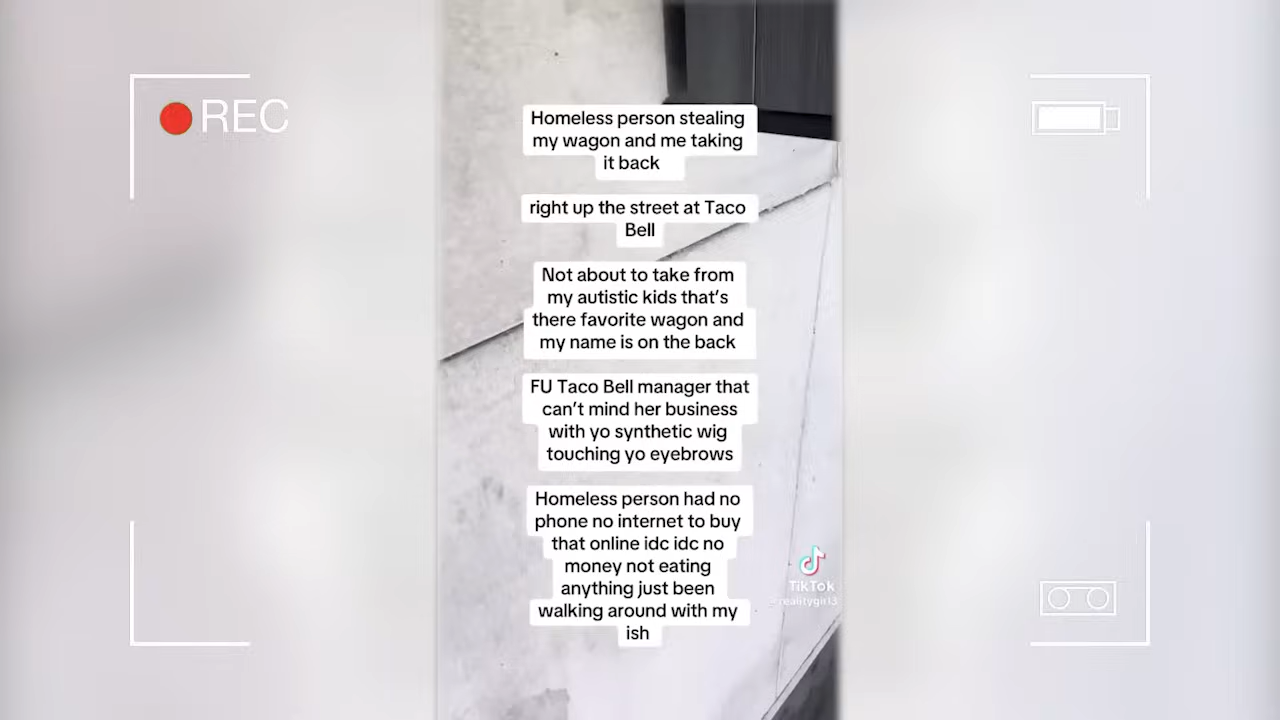 REC
Homeless person stealing
my wagon and me taking
it back
right up the street at Taco
Bell
Not about to take from
my autistic kids that's
there favorite wagon and
my name is on the back
FU Taco Bell manager that
can't mind her business
with yo synthetic wig
touching yo eyebrows
Homeless person had no
phone no internet to buy
that online idc idc no
money not eating
anything just been
walking around with my
ish
TikTok
@realitygirl3